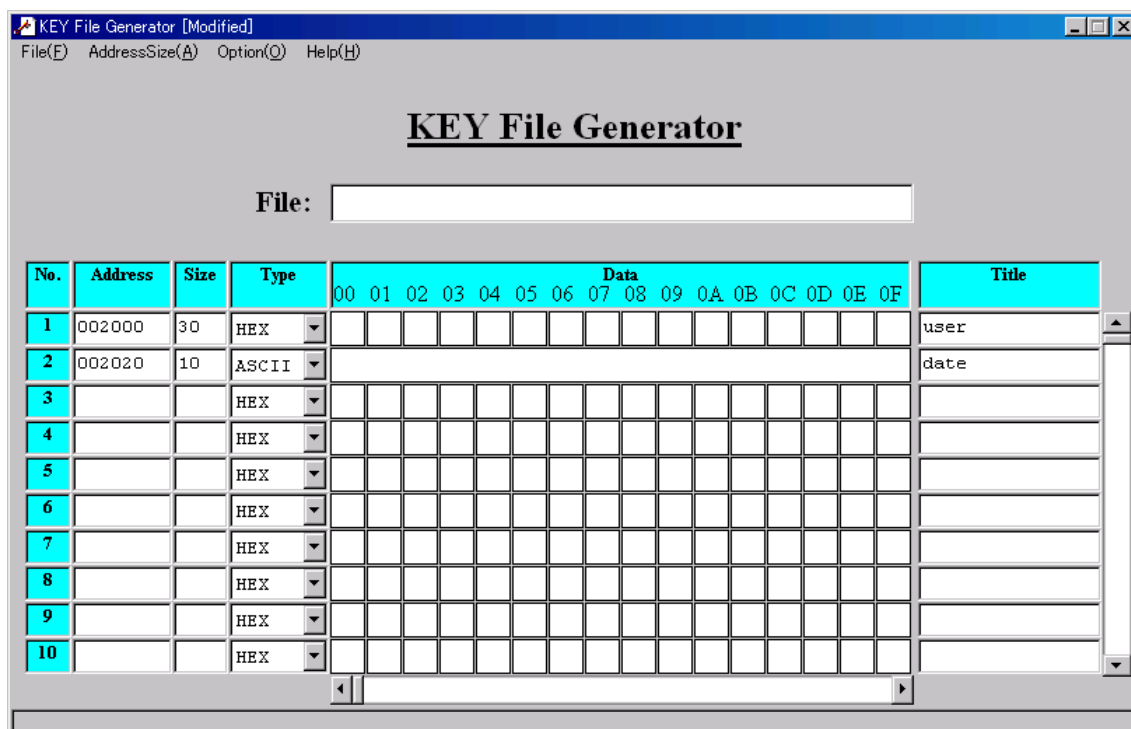 KEY File Generator [Modified]
File(F) AddressSize(A) Option(O) Help(H)
KEY File Generator
File:
No. Address Size Type Data Title
00 01 02 03 04 05 06 07 08 09 0A 0B 0C 0D 0E 0F
1 002000 30 HEX user
2 002020 10 ASCII date
3 HEX
4 HEX
5 HEX
6 HEX
7 HEX
8 HEX
9 HEX
10 HEX